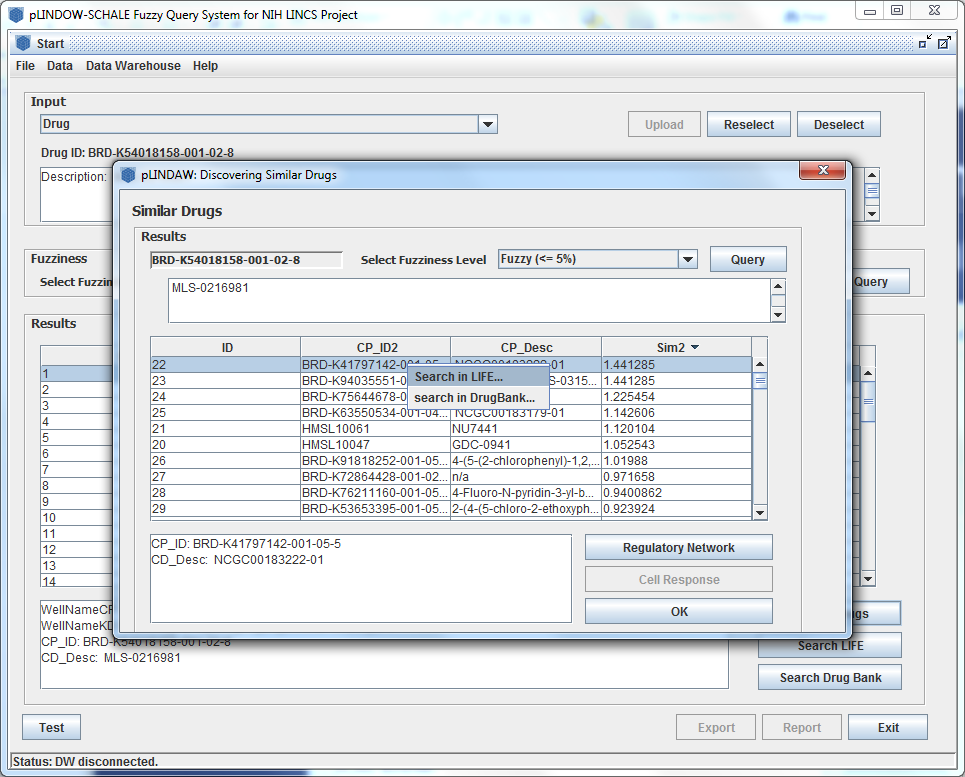 pLINDOW-SCHALE Fuzzy Query System for NIH LINCS Project
Start
File Data Data Warehouse Help
Input
Drug
Upload Reselect Deselect
Drug ID: BRD-K54018158-001-02-8
Description:
pLINDAW: Discovering Similar Drugs
Similar Drugs
Results
BRD-K54018158-001-02-8 Select Fuzziness Level Fuzzy (<= 5%) Query
MLS-0216981
ID CP_ID2 CP_Desc Sim2
22 BRD-K41797142-001-05... NCGC00183222-01 1.441285
23 BRD-K94035551-0 S-0315... 1.441285
24 BRD-K75644678-0 1.225454
25 BRD-K63550534-001-04... NCGC00183179-01 1.142606
21 HMSL10061 NU7441 1.120104
20 HMSL10047 GDC-0941 1.052543
26 BRD-K91818252-001-05... 4-(5-(2-chlorophenyl)-1,2,... 1.01988
27 BRD-K72864428-001-02... n/a 0.971658
28 BRD-K76211160-001-05... 4-Fluoro-N-pyridin-3-yl-b... 0.9400862
29 BRD-K53653395-001-05... 2-(4-(5-chloro-2-ethoxyph... 0.923924
Search in LIFE...
search in DrugBank...
CP_ID: BRD-K41797142-001-05-5
CD_Desc: NCGC00183222-01
Regulatory Network
Cell Response
OK
Fuzziness
Select Fuzzin
Query
Results
1
2
3
4
5
6
7
8
9
10
11
12
13
14
WellNameCP
WellNameKD
CP_ID: BRD-K54018158-001-02-8
CD_Desc: MLS-0216981
gs
Search LIFE
Search Drug Bank
Test Export Report Exit
Status: DW disconnected.